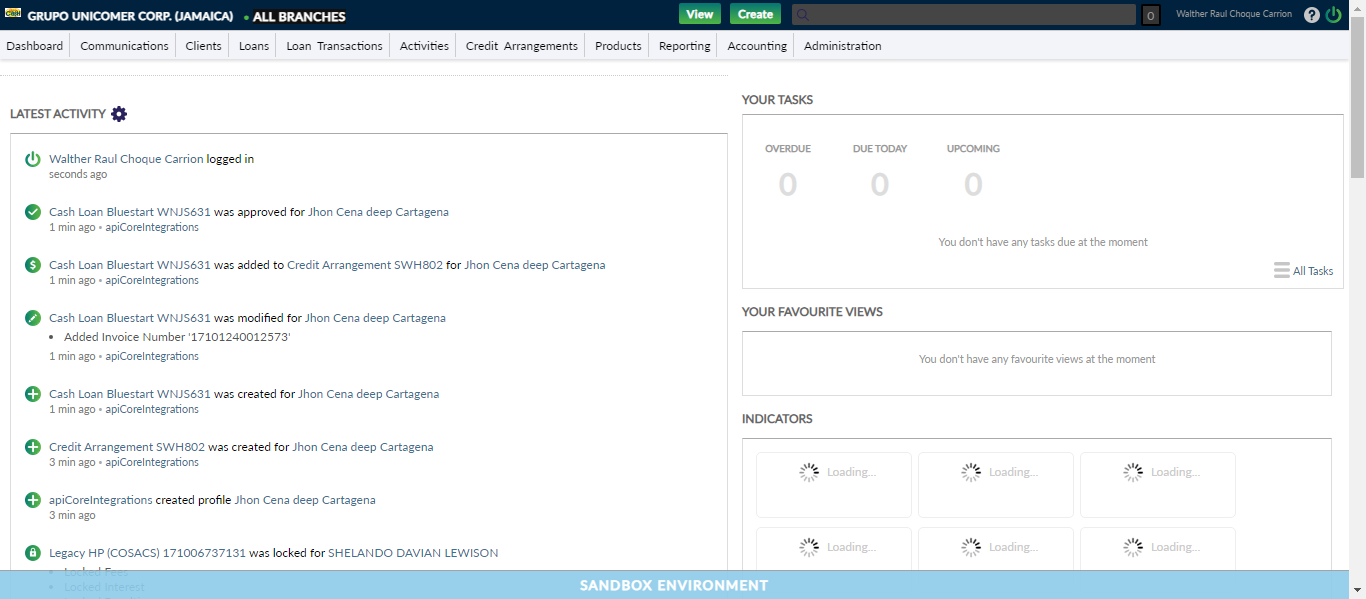 GRUPO UNICOMER CORP. (JAMAICA) • ALL BRANCHES
View Create 0 Walther Raul Choque Carrion ?
Dashboard Communications Clients Loans Loan Transactions Activities Credit Arrangements Products Reporting Accounting Administration
LATEST ACTIVITY
Walther Raul Choque Carrion logged in
seconds ago
Cash Loan Bluestart WNJS631 was approved for Jhon Cena deep Cartagena
1 min ago • apiCoreIntegrations
Cash Loan Bluestart WNJS631 was added to Credit Arrangement SWH802 for Jhon Cena deep Cartagena
1 min ago • apiCoreIntegrations
Cash Loan Bluestart WNJS631 was modified for Jhon Cena deep Cartagena
• Added Invoice Number '17101240012573'
1 min ago • apiCoreIntegrations
Cash Loan Bluestart WNJS631 was created for Jhon Cena deep Cartagena
1 min ago • apiCoreIntegrations
Credit Arrangement SWH802 was created for Jhon Cena deep Cartagena
3 min ago • apiCoreIntegrations
apiCoreIntegrations created profile Jhon Cena deep Cartagena
3 min ago
Legacy HP (COSACS) 171006737131 was locked for SHELANDO DAVIAN LEWISON
• Locked Fees
• Locked Interest
YOUR TASKS
OVERDUE DUE TODAY UPCOMING
0 0 0
You don't have any tasks due at the moment
All Tasks
YOUR FAVOURITE VIEWS
You don't have any favourite views at the moment
INDICATORS
Loading... Loading... Loading...
Loading... Loading... Loading...
SANDBOX ENVIRONMENT